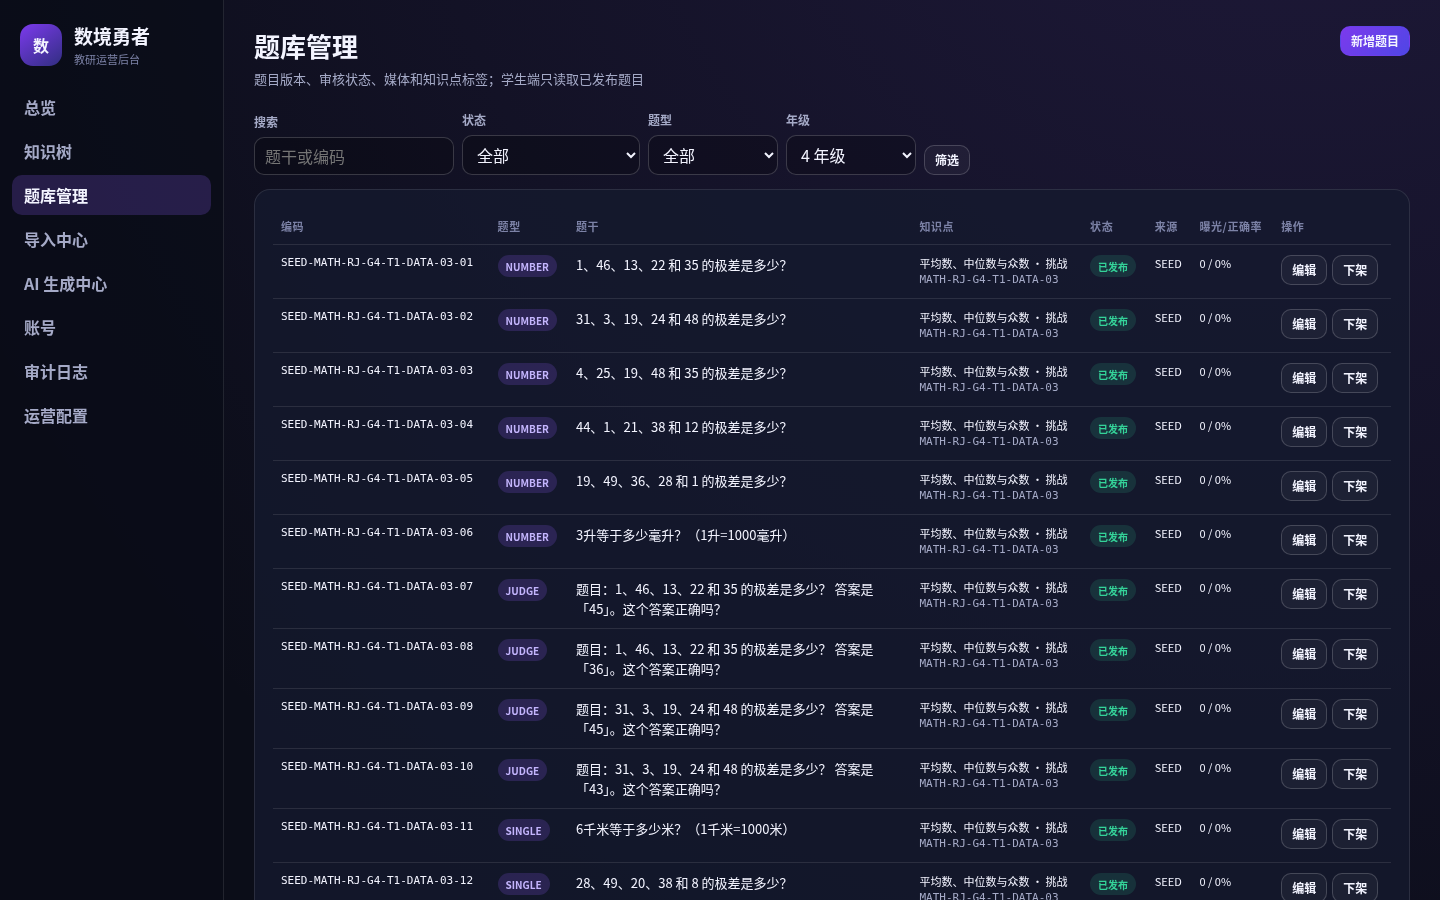 数
数境勇者
教研运营后台
总览
知识树
题库管理
导入中心
AI 生成中心
账号
审计日志
运营配置
题库管理
题目版本、审核状态、媒体和知识点标签；学生端只读取已发布题目
新增题目
搜索 状态 题型 年级
题干或编码 全部 全部 4 年级 筛选
编码 题型 题干 知识点 状态 来源 曝光/正确率 操作
SEED-MATH-RJ-G4-T1-DATA-03-01 NUMBER 1、46、13、22 和 35 的极差是多少？ 平均数、中位数与众数 · 挑战 已发布 SEED 0 / 0% 编辑 下架
MATH-RJ-G4-T1-DATA-03
SEED-MATH-RJ-G4-T1-DATA-03-02 NUMBER 31、3、19、24 和 48 的极差是多少？ 平均数、中位数与众数 · 挑战 已发布 SEED 0 / 0% 编辑 下架
MATH-RJ-G4-T1-DATA-03
SEED-MATH-RJ-G4-T1-DATA-03-03 NUMBER 4、25、19、48 和 35 的极差是多少？ 平均数、中位数与众数 · 挑战 已发布 SEED 0 / 0% 编辑 下架
MATH-RJ-G4-T1-DATA-03
SEED-MATH-RJ-G4-T1-DATA-03-04 NUMBER 44、1、21、38 和 12 的极差是多少？ 平均数、中位数与众数 · 挑战 已发布 SEED 0 / 0% 编辑 下架
MATH-RJ-G4-T1-DATA-03
SEED-MATH-RJ-G4-T1-DATA-03-05 NUMBER 19、49、36、28 和 1 的极差是多少？ 平均数、中位数与众数 · 挑战 已发布 SEED 0 / 0% 编辑 下架
MATH-RJ-G4-T1-DATA-03
SEED-MATH-RJ-G4-T1-DATA-03-06 NUMBER 3升等于多少毫升？（1升=1000毫升） 平均数、中位数与众数 · 挑战 已发布 SEED 0 / 0% 编辑 下架
MATH-RJ-G4-T1-DATA-03
SEED-MATH-RJ-G4-T1-DATA-03-07 JUDGE 题目：1、46、13、22 和 35 的极差是多少？ 答案是 平均数、中位数与众数 · 挑战 已发布 SEED 0 / 0% 编辑 下架
「45」。这个答案正确吗？ MATH-RJ-G4-T1-DATA-03
SEED-MATH-RJ-G4-T1-DATA-03-08 JUDGE 题目：1、46、13、22 和 35 的极差是多少？ 答案是 平均数、中位数与众数 · 挑战 已发布 SEED 0 / 0% 编辑 下架
「36」。这个答案正确吗？ MATH-RJ-G4-T1-DATA-03
SEED-MATH-RJ-G4-T1-DATA-03-09 JUDGE 题目：31、3、19、24 和 48 的极差是多少？ 答案是 平均数、中位数与众数 · 挑战 已发布 SEED 0 / 0% 编辑 下架
「45」。这个答案正确吗？ MATH-RJ-G4-T1-DATA-03
SEED-MATH-RJ-G4-T1-DATA-03-10 JUDGE 题目：31、3、19、24 和 48 的极差是多少？ 答案是 平均数、中位数与众数 · 挑战 已发布 SEED 0 / 0% 编辑 下架
「43」。这个答案正确吗？ MATH-RJ-G4-T1-DATA-03
SEED-MATH-RJ-G4-T1-DATA-03-11 SINGLE 6千米等于多少米？（1千米=1000米） 平均数、中位数与众数 · 挑战 已发布 SEED 0 / 0% 编辑 下架
MATH-RJ-G4-T1-DATA-03
SEED-MATH-RJ-G4-T1-DATA-03-12 SINGLE 28、49、20、38 和 8 的极差是多少？ 平均数、中位数与众数 · 挑战 已发布 SEED 0 / 0% 编辑 下架
MATH-RJ-G4-T1-DATA-03